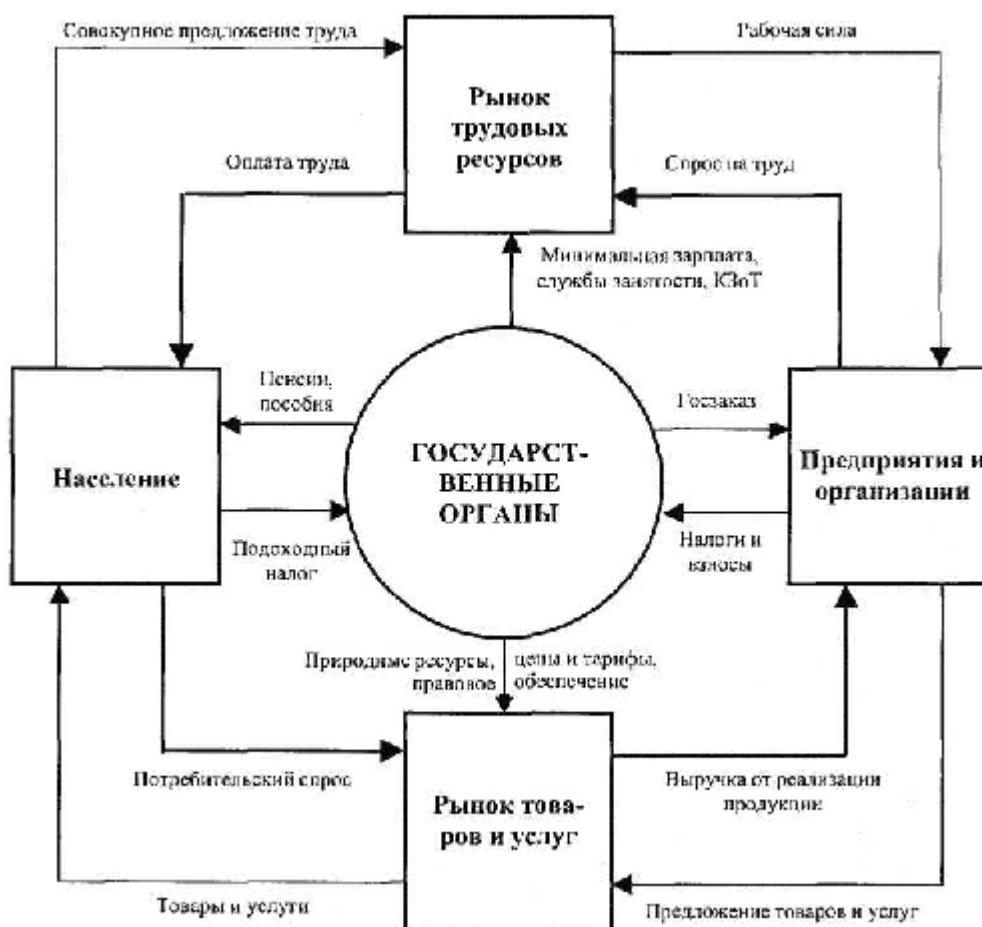 Совокупное предложение труда
Рабочая сила
Рынок
трудовых
ресурсов
Оплата труда
Спрос на труд
Минимальная зарплата,
службы занятости, КЗоТ
Пенсии,
пособия
Госзаказ
ГОСУДАРСТ-
ВЕННЫЕ
ОРГАНЫ
Население
Предприятия и
организации
Подоходный
налог
Налоги и
взносы
Природные ресурсы, цены и тарифы,
правовое обеспечение
Потребительский спрос
Выручка от реализации
продукции
Рынок това-
ров и услуг
Товары и услуги
Предложение товаров и услуг